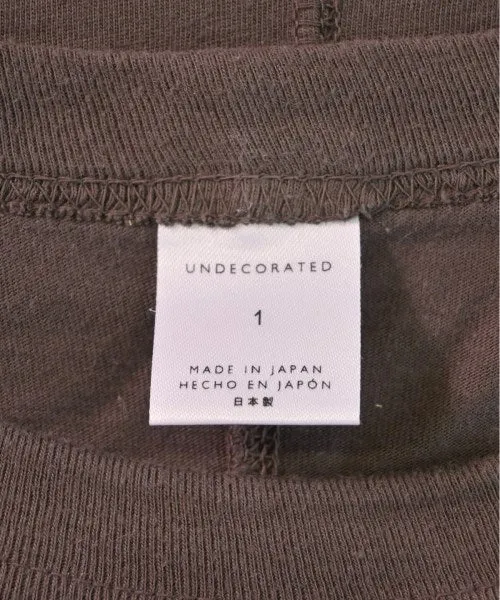 UNDECORATED
1
MADE IN JAPAN
HECHO EN JAPÓN
日本製